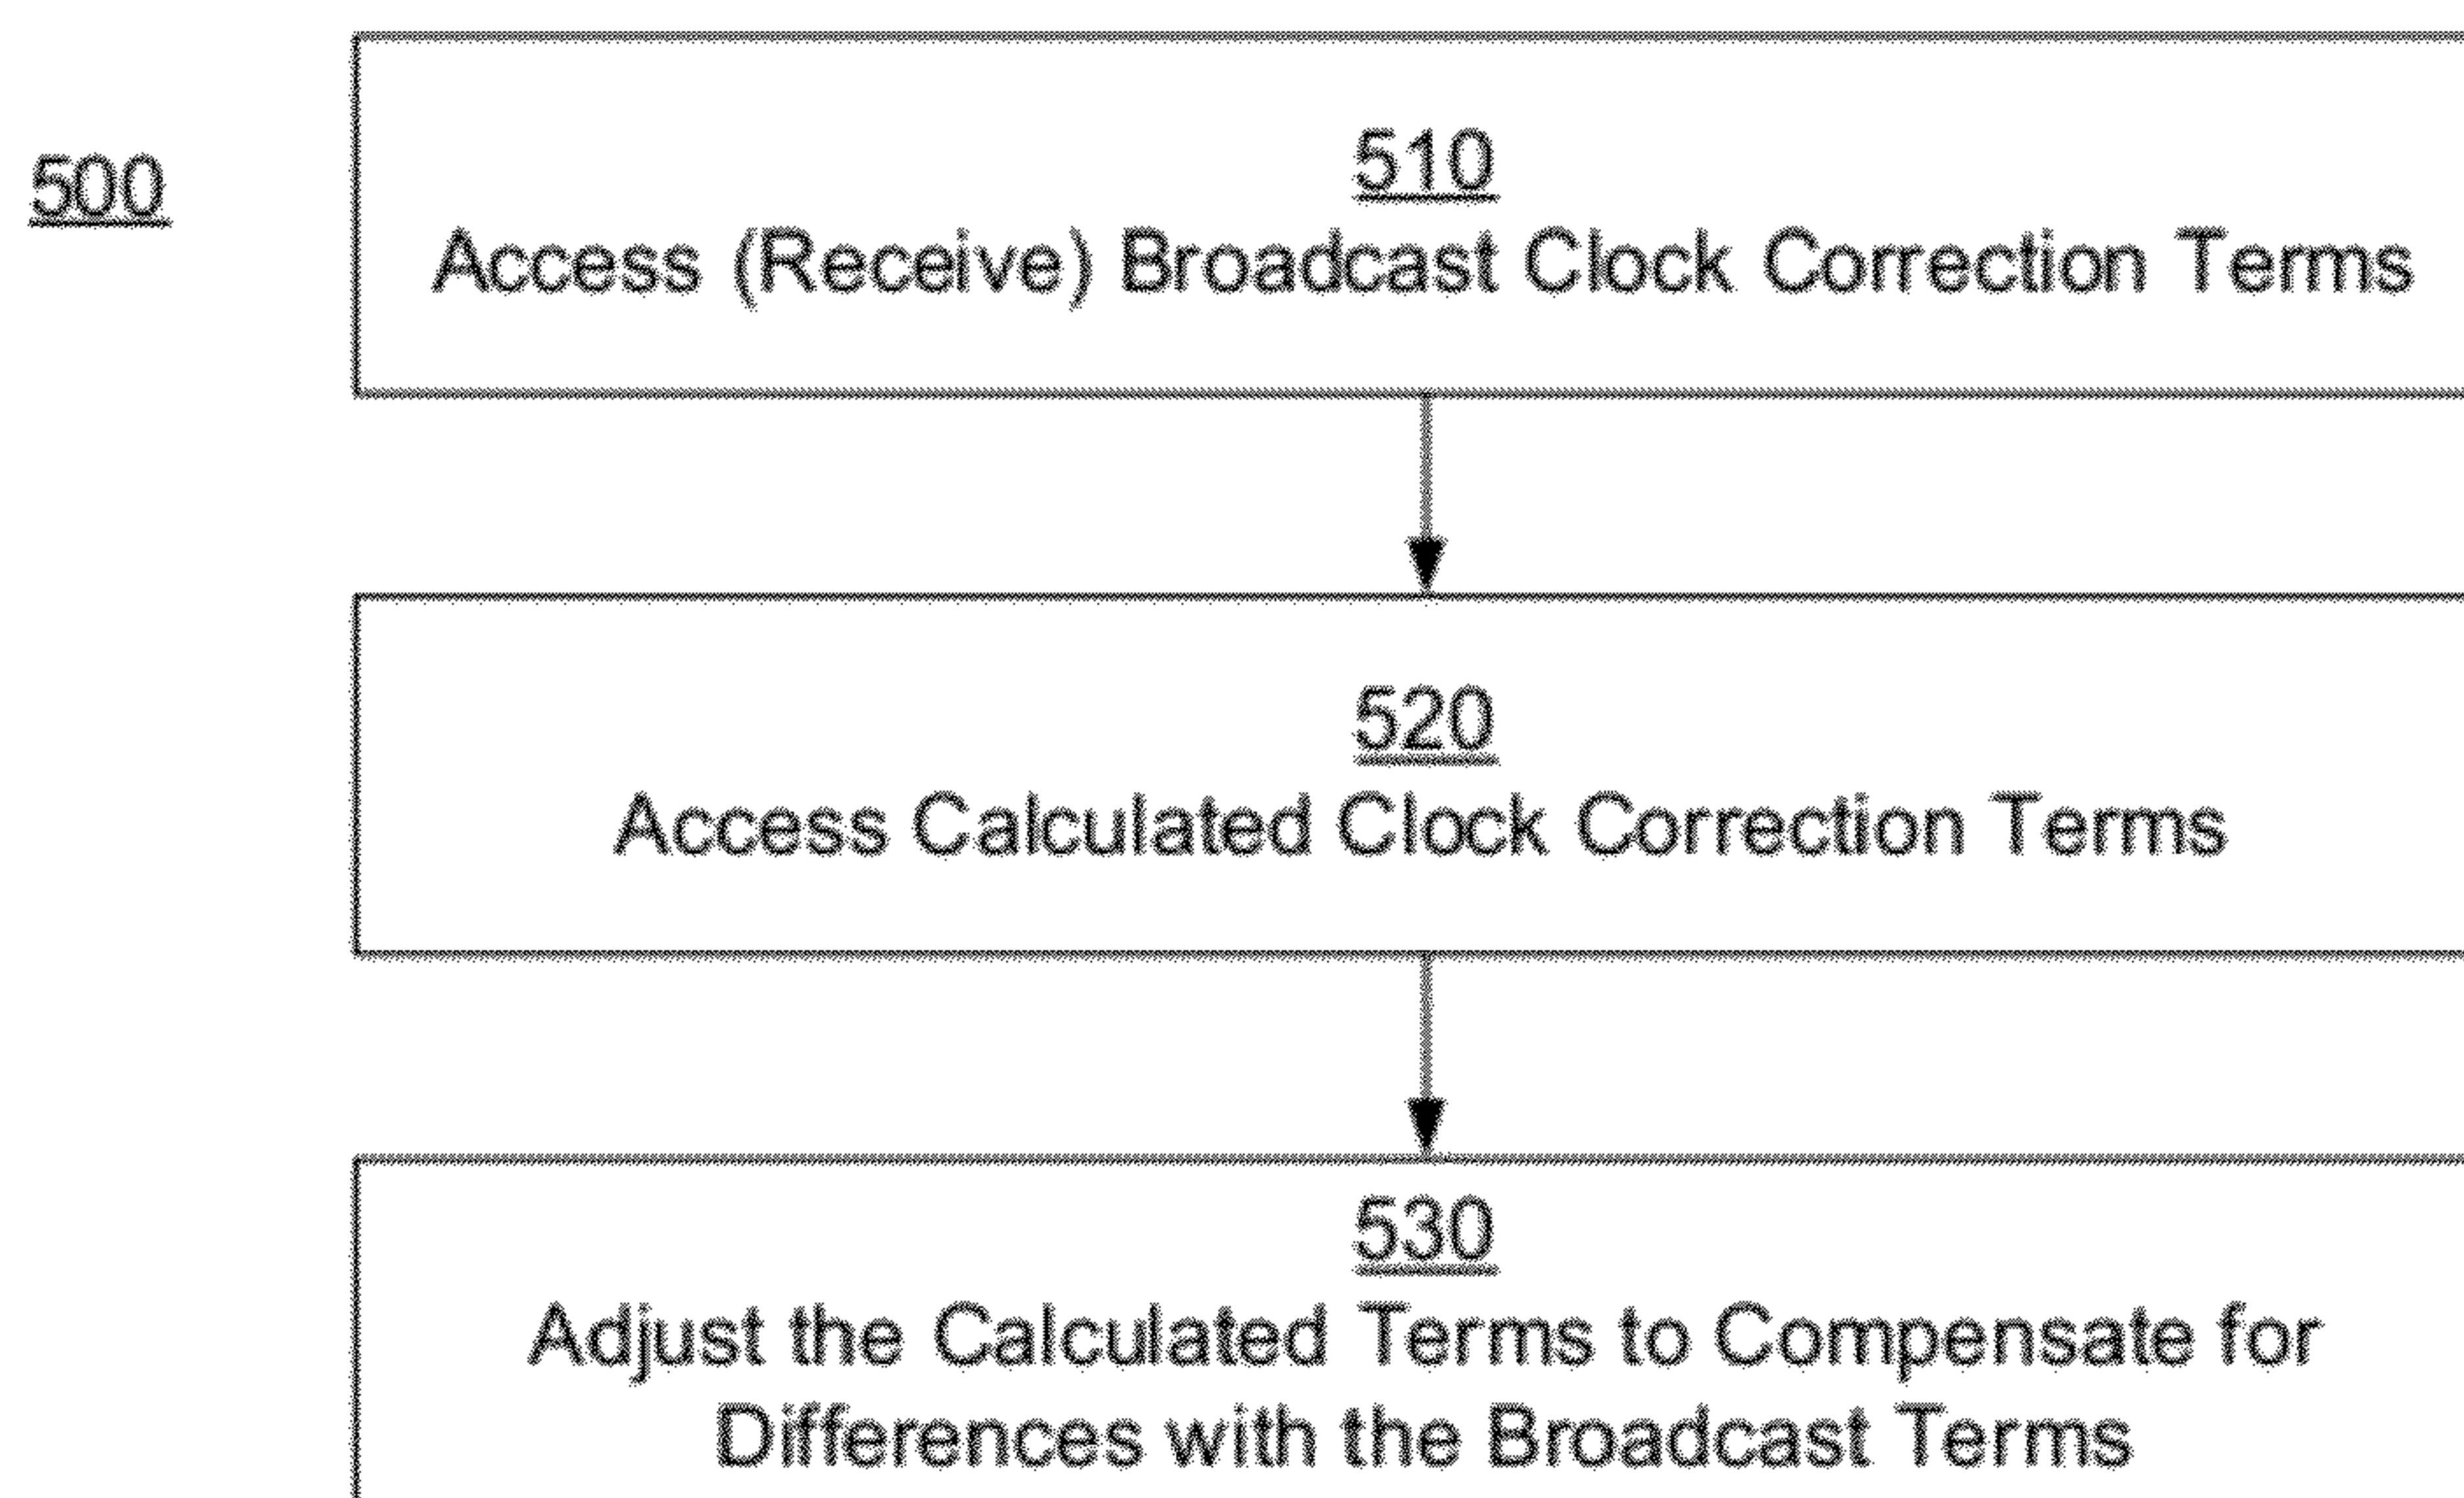 500
510
Access (Receive) Broadcast Clock Correction Terms
520
Access Calculated Clock Correction Terms
530
Adjust the Calculated Terms to Compensate for
Differences with the Broadcast Terms